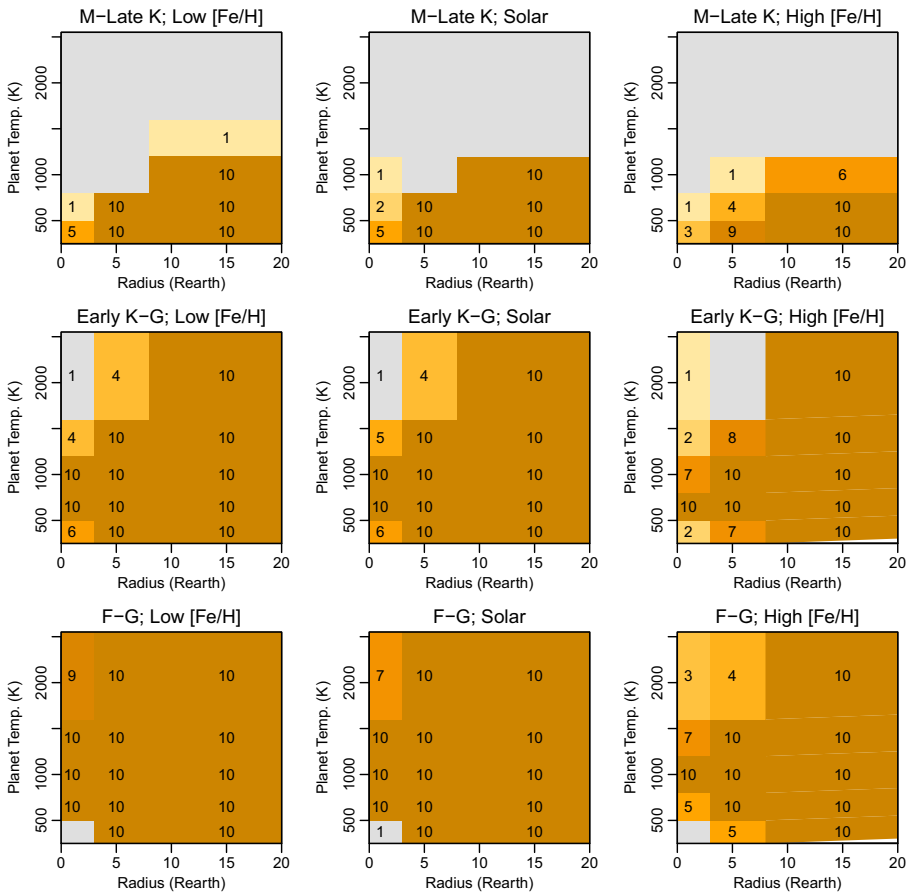 M−Late K; Low [Fe/H]
Planet Temp. (K)
2000
1000
500
1
10
1 10 10
5 10 10
0 5 10 15 20
Radius (Rearth)
M−Late K; Solar
Planet Temp. (K)
2000
1000
500
1 10
2 10 10
5 10 10
0 5 10 15 20
Radius (Rearth)
M−Late K; High [Fe/H]
Planet Temp. (K)
2000
1000
500
1 6
1 4 10
3 9 10
0 5 10 15 20
Radius (Rearth)
Early K−G; Low [Fe/H]
Planet Temp. (K)
2000
1000
500
1 4 10
4 10 10
10 10 10
10 10 10
6 10 10
0 5 10 15 20
Radius (Rearth)
Early K−G; Solar
Planet Temp. (K)
2000
1000
500
1 4 10
5 10 10
10 10 10
10 10 10
6 10 10
0 5 10 15 20
Radius (Rearth)
Early K−G; High [Fe/H]
Planet Temp. (K)
2000
1000
500
1 10
2 8 10
7 10 10
10 10 10
2 7 10
0 5 10 15 20
Radius (Rearth)
F−G; Low [Fe/H]
Planet Temp. (K)
2000
1000
500
9 10 10
10 10 10
10 10 10
10 10 10
10 10
0 5 10 15 20
Radius (Rearth)
F−G; Solar
Planet Temp. (K)
2000
1000
500
7 10 10
10 10 10
10 10 10
10 10 10
1 10 10
0 5 10 15 20
Radius (Rearth)
F−G; High [Fe/H]
Planet Temp. (K)
2000
1000
500
3 4 10
7 10 10
10 10 10
5 10 10
5 10
0 5 10 15 20
Radius (Rearth)